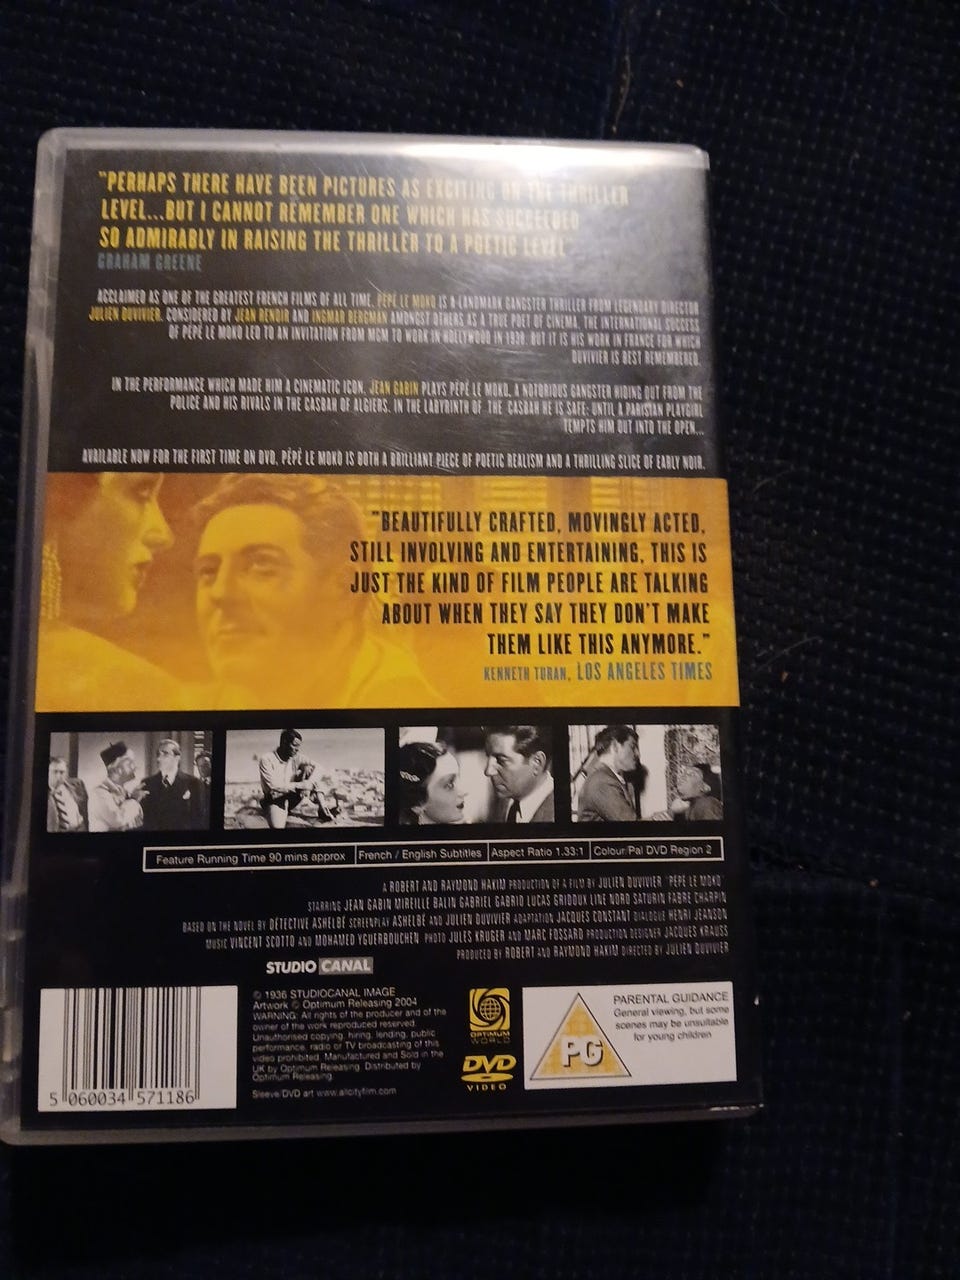 "PERHAPS THERE HAVE BEEN PICTURES AS EXCITING ON THE THRILLER
LEVEL...BUT I CANNOT REMEMBER ONE WHICH HAS SUCCEEDED
SO ADMIRABLY IN RAISING THE THRILLER TO A POETIC LEVEL"
GRAHAM GREENE
ACCLAIMED AS ONE OF THE GREATEST FRENCH FILMS OF ALL TIME, PÉPÉ LE MOKO IS A LANDMARK GANGSTER THRILLER FROM LEGENDARY DIRECTOR
JULIEN DUVIVIER. CONSIDERED BY JEAN RENOIR AND INGMAR BERGMAN AMONGST OTHERS AS A TRUE POET OF CINEMA, THE INTERNATIONAL SUCCESS
OF PÉPÉ LE MOKO LED TO AN INVITATION FROM MGM TO WORK IN HOLLYWOOD IN 1938, BUT IT IS HIS WORK IN FRANCE FOR WHICH
DUVIVIER IS BEST REMEMBERED.
IN THE PERFORMANCE WHICH MADE HIM A CINEMATIC ICON, JEAN GABIN PLAYS PÉPÉ LE MOKO, A NOTORIOUS GANGSTER HIDING OUT FROM THE
POLICE AND HIS RIVALS IN THE CASBAH OF ALGIERS. IN THE LABYRINTH OF THE CASBAH HE IS SAFE; UNTIL A PARISIAN PLAYGIRL
TEMPTS HIM OUT INTO THE OPEN...
AVAILABLE NOW FOR THE FIRST TIME ON DVD, PÉPÉ LE MOKO IS BOTH A BRILLIANT PIECE OF POETIC REALISM AND A THRILLING SLICE OF EARLY NOIR.
"BEAUTIFULLY CRAFTED, MOVINGLY ACTED,
STILL INVOLVING AND ENTERTAINING, THIS IS
JUST THE KIND OF FILM PEOPLE ARE TALKING
ABOUT WHEN THEY SAY THEY DON'T MAKE
THEM LIKE THIS ANYMORE."
KENNETH TURAN, LOS ANGELES TIMES
Feature Running Time 90 mins approx French / English Subtitles Aspect Ratio 1.33:1 Colour/Pal DVD Region 2
A ROBERT AND RAYMOND HAKIM PRODUCTION OF A FILM BY JULIEN DUVIVIER "PÉPÉ LE MOKO"
STARRING JEAN GABIN MIREILLE BALIN GABRIEL GABRIO LUCAS GRIDOUX LINE NORO SATURIN FABRE CHARPIN
BASED ON THE NOVEL BY DÉTECTIVE ASHELBÉ SCREENPLAY ASHELBÉ AND JULIEN DUVIVIER ADAPTATION JACQUES CONSTANT DIALOGUE HENRI JEANSON
MUSIC VINCENT SCOTTO AND MOHAMED YGUERBOUCHEN PHOTO JULES KRUGER AND MARC FOSSARD PRODUCTION DESIGNER JACQUES KRAUSS
PRODUCED BY ROBERT AND RAYMOND HAKIM DIRECTED BY JULIEN DUVIVIER
STUDIO CANAL
© 1936 STUDIOCANAL IMAGE
Artwork © Optimum Releasing 2004
WARNING: All rights of the producer and of the
owner of the work reproduced reserved.
Unauthorised copying, hiring, lending, public
performance, radio or TV broadcasting of this
video prohibited. Manufactured and Sold in the
UK by Optimum Releasing. Distributed by
Optimum Releasing.
Sleeve/DVD art www.allcityfilm.com
5 060034 571186
OPTIMUM
WORLD
DVD
VIDEO
PG
PARENTAL GUIDANCE
General viewing, but some
scenes may be unsuitable
for young children